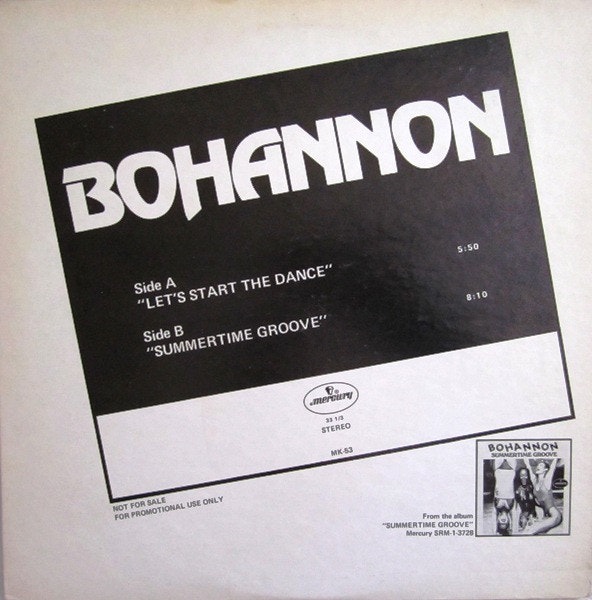 BOHANNON
Side A
"LET'S START THE DANCE" 5:50
Side B
"SUMMERTIME GROOVE" 8:10
mercury
33 1/3
STEREO
MK-53
NOT FOR SALE
FOR PROMOTIONAL USE ONLY
BOHANNON
SUMMERTIME GROOVE
From the album
"SUMMERTIME GROOVE"
Mercury SRM-1-3728